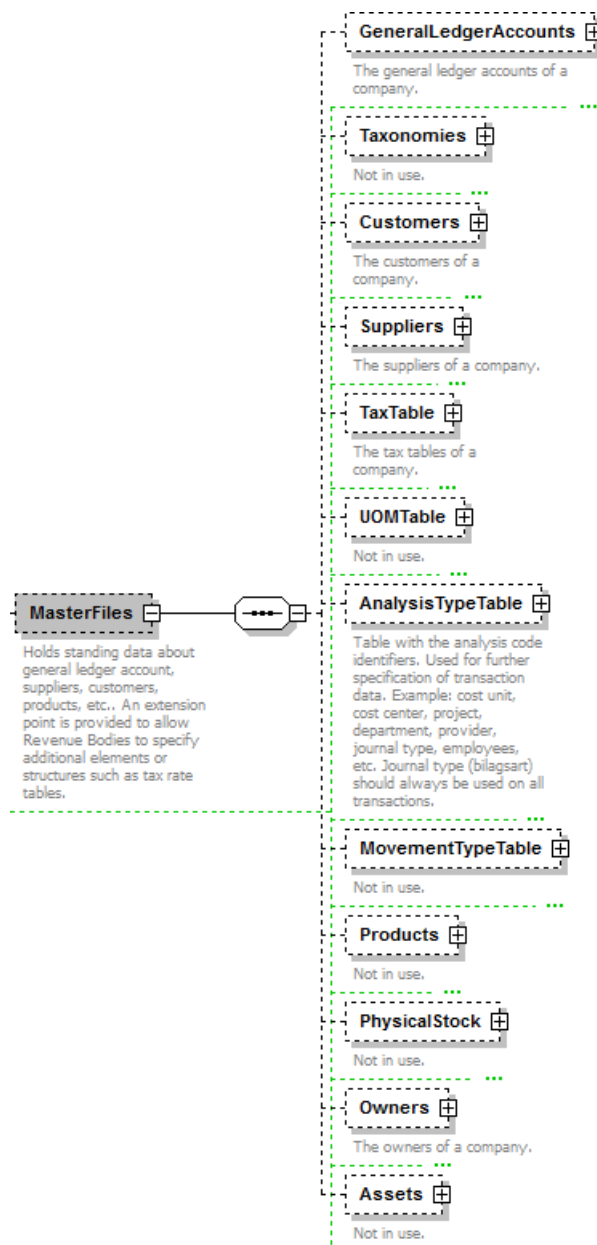 GeneralLedgerAccounts
The general ledger accounts of a
company.
Taxonomies
Not in use.
Customers
The customers of a
company.
Suppliers
The suppliers of a company.
TaxTable
The tax tables of a
company.
UOMTable
Not in use.
MasterFiles
Holds standing data about
general ledger account,
suppliers, customers,
products, etc.. An extension
point is provided to allow
Revenue Bodies to specify
additional elements or
structures such as tax rate
tables.
AnalysisTypeTable
Table with the analysis code
identifiers. Used for further
specification of transaction
data. Example: cost unit,
cost center, project,
department, provider,
journal type, employees,
etc. Journal type (bilagsart)
should always be used on all
transactions.
MovementTypeTable
Not in use.
Products
Not in use.
PhysicalStock
Not in use.
Owners
The owners of a company.
Assets
Not in use.